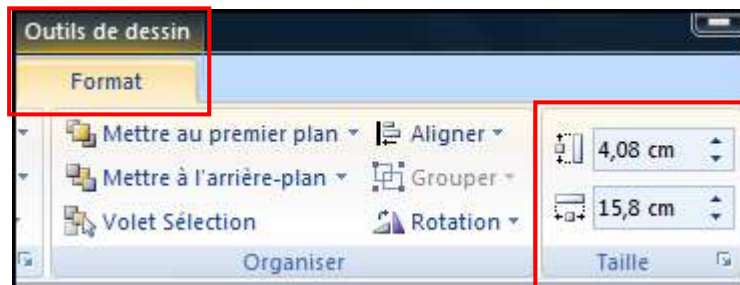 Outils de dessin
Format
Mettre au premier plan
Aligner
4,08 cm
Mettre à l'arrière-plan
Grouper
15,8 cm
Volet Sélection
Rotation
Organiser
Taille